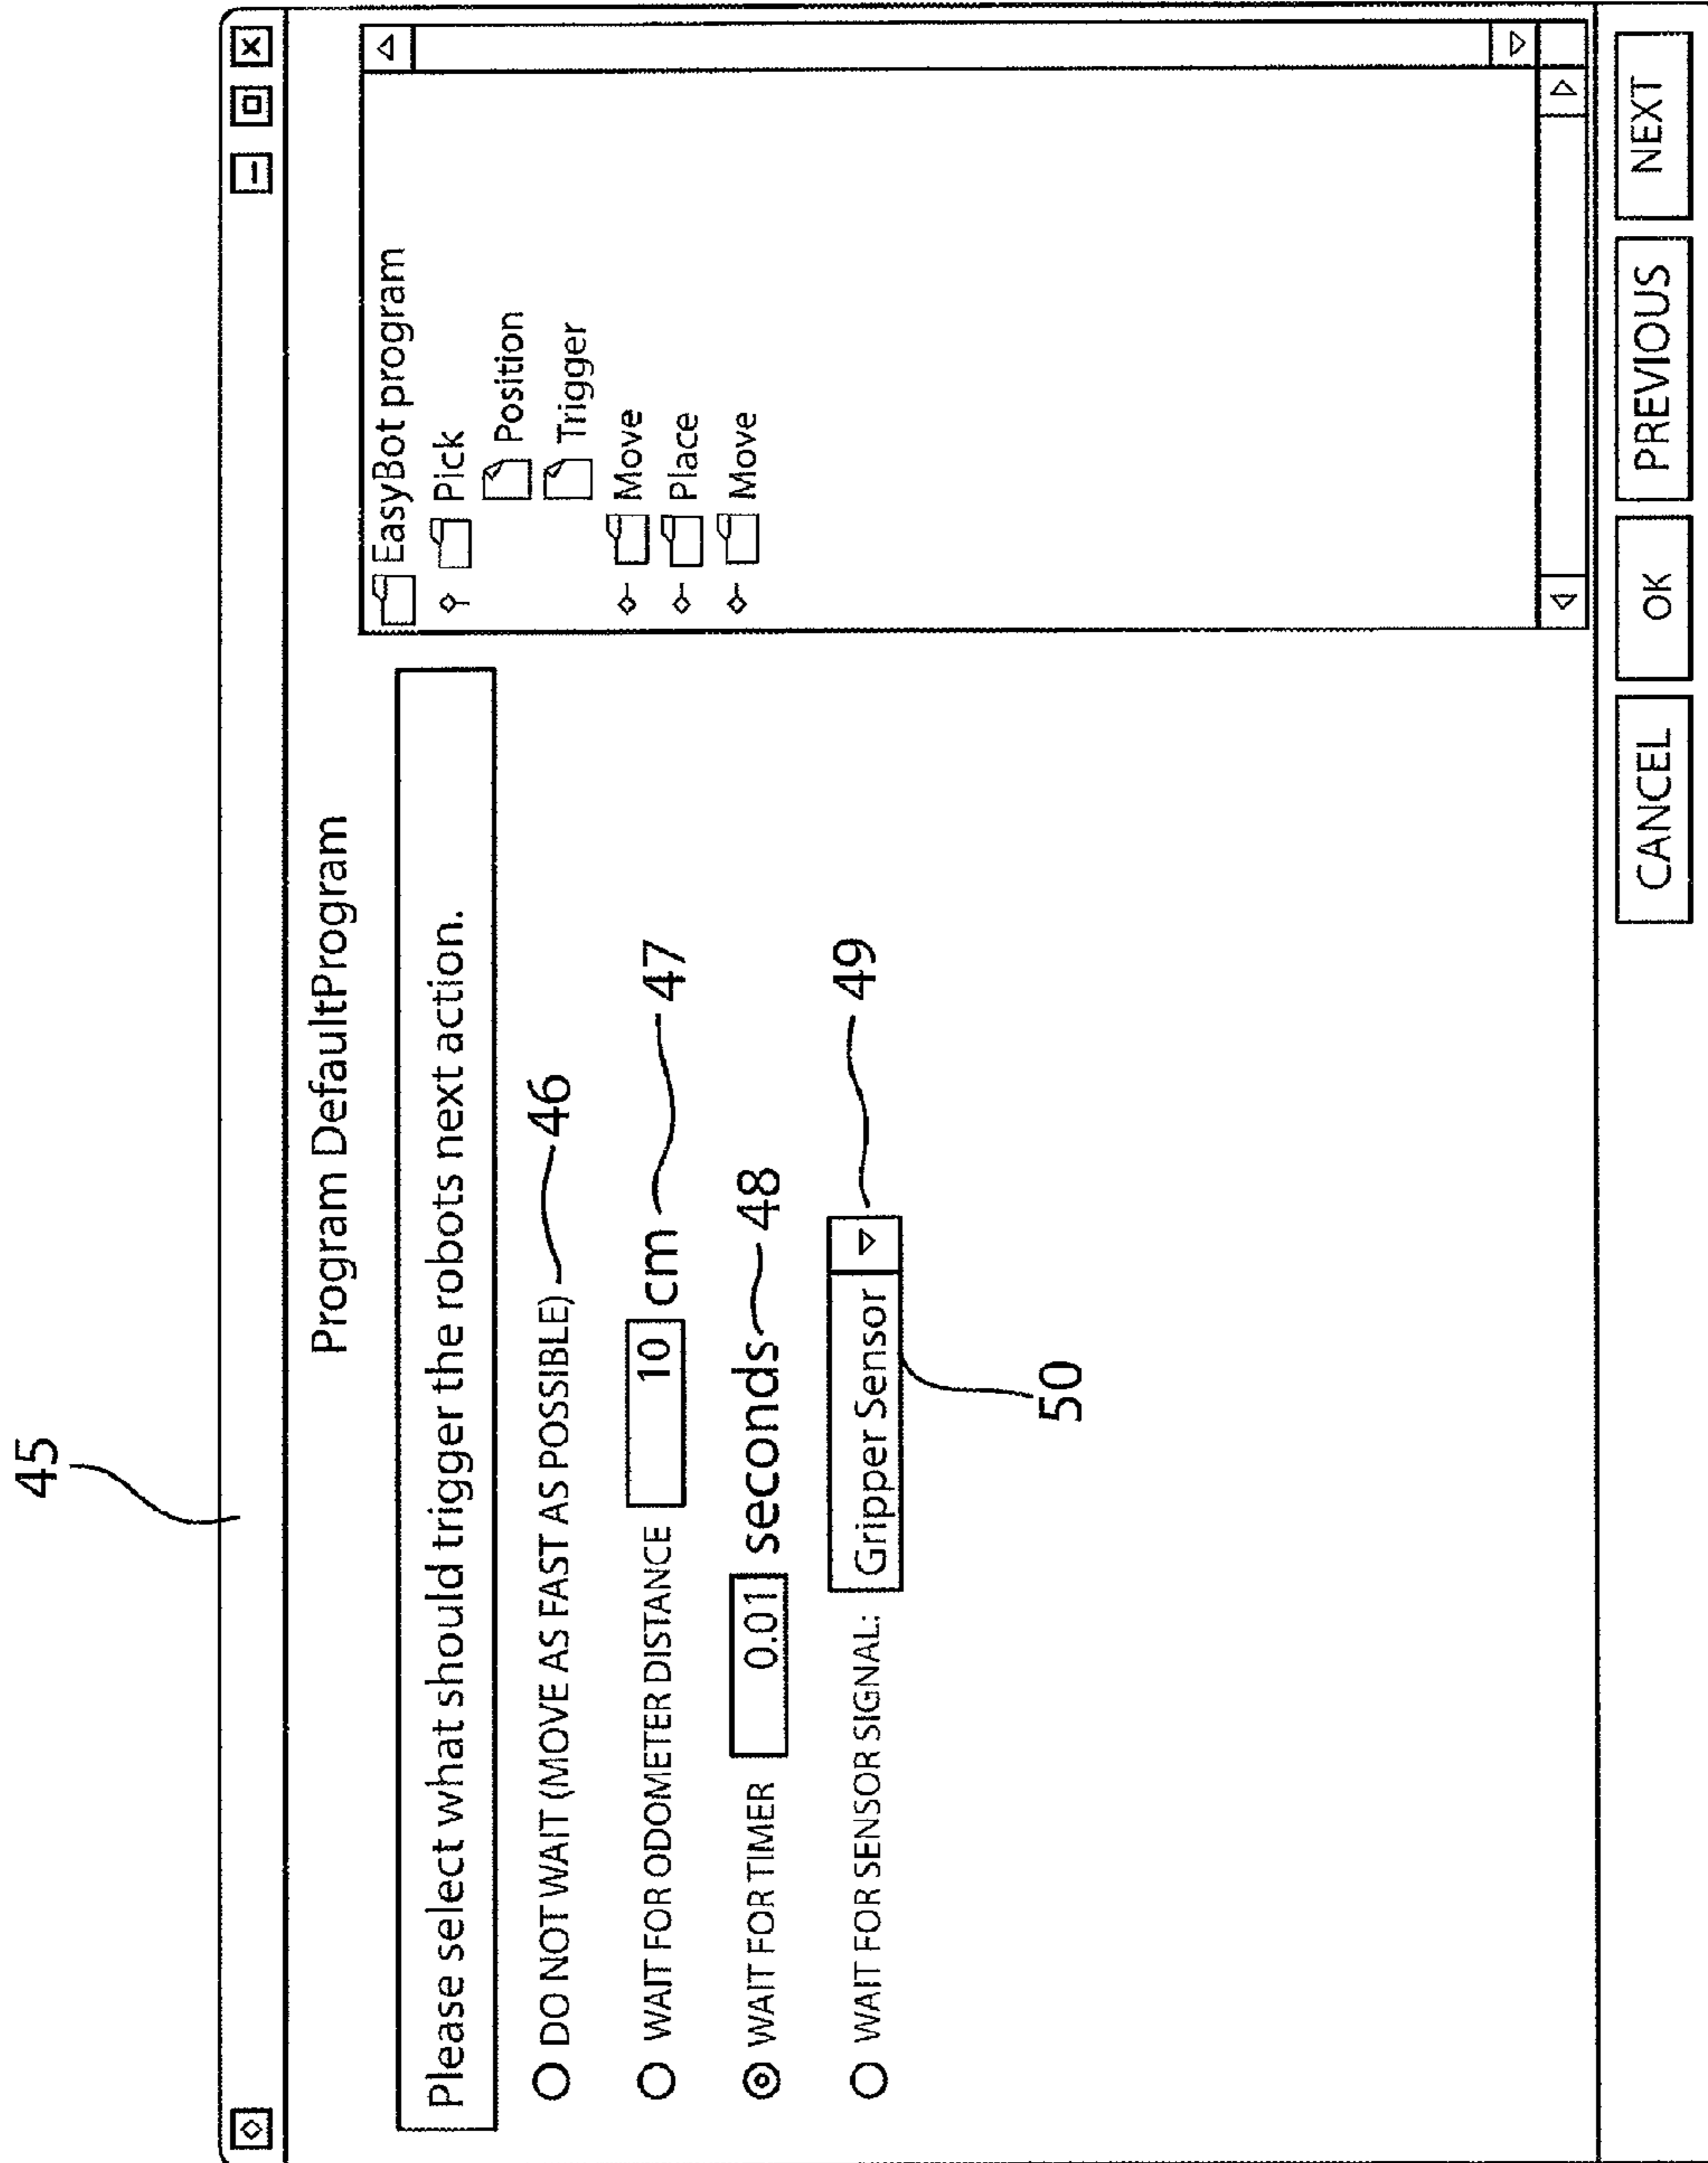 45
Program DefaultProgram
Please select what should trigger the robots next action.
DO NOT WAIT (MOVE AS FAST AS POSSIBLE) 46
WAIT FOR ODOMETER DISTANCE 10 cm 47
WAIT FOR TIMER 0.01 seconds 48
WAIT FOR SENSOR SIGNAL: Gripper Sensor 49
50
EasyBot program
Pick
Position
Trigger
Move
Place
Move
CANCEL OK PREVIOUS NEXT